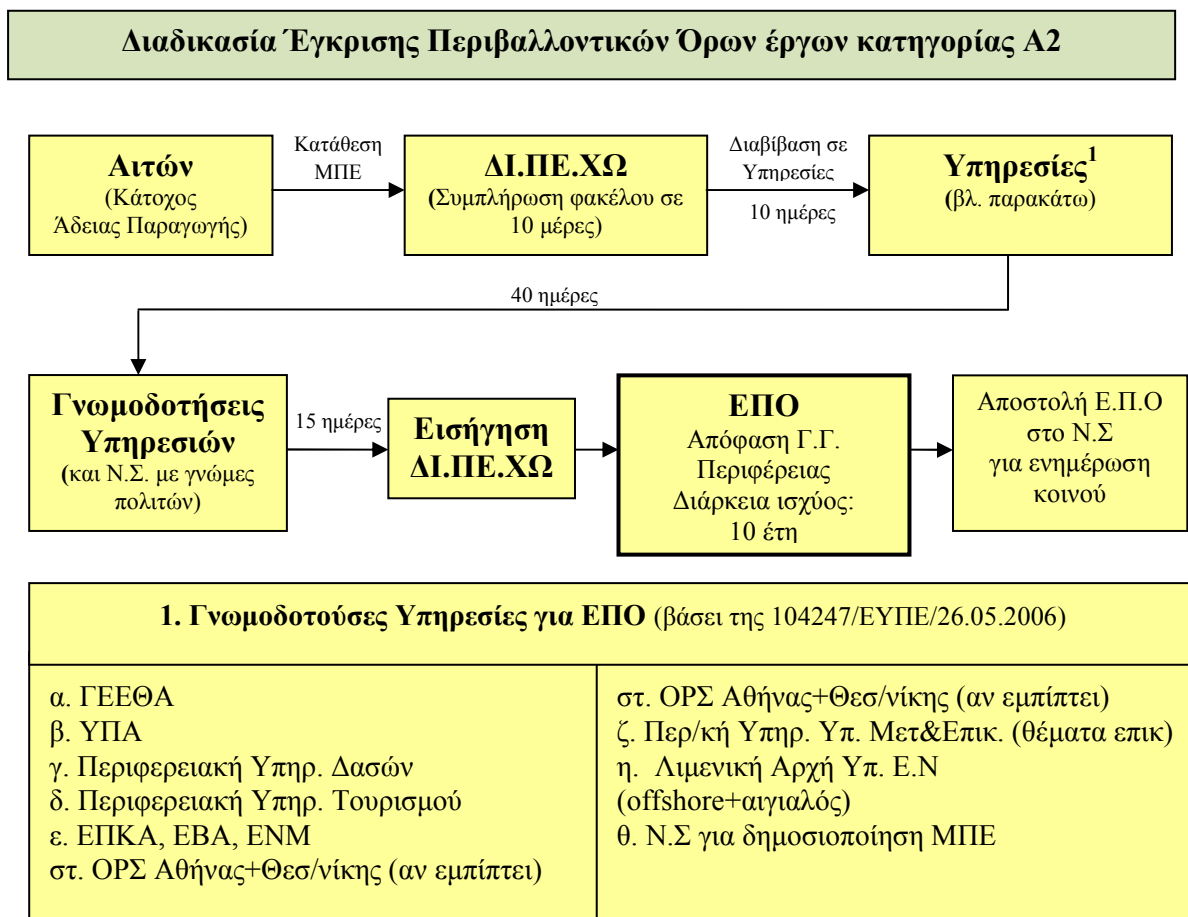 Διαδικασία Έγκρισης Περιβαλλοντικών Όρων έργων κατηγορίας Α2
Αιτών
(Κάτοχος
Άδειας Παραγωγής)
Κατάθεση
ΜΠΕ
ΔΙ.ΠΕ.ΧΩ
(Συμπλήρωση φακέλου σε
10 μέρες)
Διαβίβαση σε
Υπηρεσίες
10 ημέρες
Υπηρεσίες1
(βλ. παρακάτω)
40 ημέρες
Γνωμοδοτήσεις
Υπηρεσιών
(και Ν.Σ. με γνώμες
πολιτών)
15 ημέρες
Εισήγηση
ΔΙ.ΠΕ.ΧΩ
ΕΠΟ
Απόφαση Γ.Γ.
Περιφέρειας
Διάρκεια ισχύος:
10 έτη
Αποστολή Ε.Π.Ο
στο Ν.Σ
για ενημέρωση
κοινού
1. Γνωμοδοτούσες Υπηρεσίες για ΕΠΟ (βάσει της 104247/ΕΥΠΕ/26.05.2006)
α. ΓΕΕΘΑ
β. ΥΠΑ
γ. Περιφερειακή Υπηρ. Δασών
δ. Περιφερειακή Υπηρ. Τουρισμού
ε. ΕΠΚΑ, ΕΒΑ, ΕΝΜ
στ. ΟΡΣ Αθήνας+Θεσ/νίκης (αν εμπίπτει)
στ. ΟΡΣ Αθήνας+Θεσ/νίκης (αν εμπίπτει)
ζ. Περ/κή Υπηρ. Υπ. Μετ&Επικ. (θέματα επικ)
η. Λιμενική Αρχή Υπ. Ε.Ν
(offshore+αιγιαλός)
θ. Ν.Σ για δημοσιοποίηση ΜΠΕ